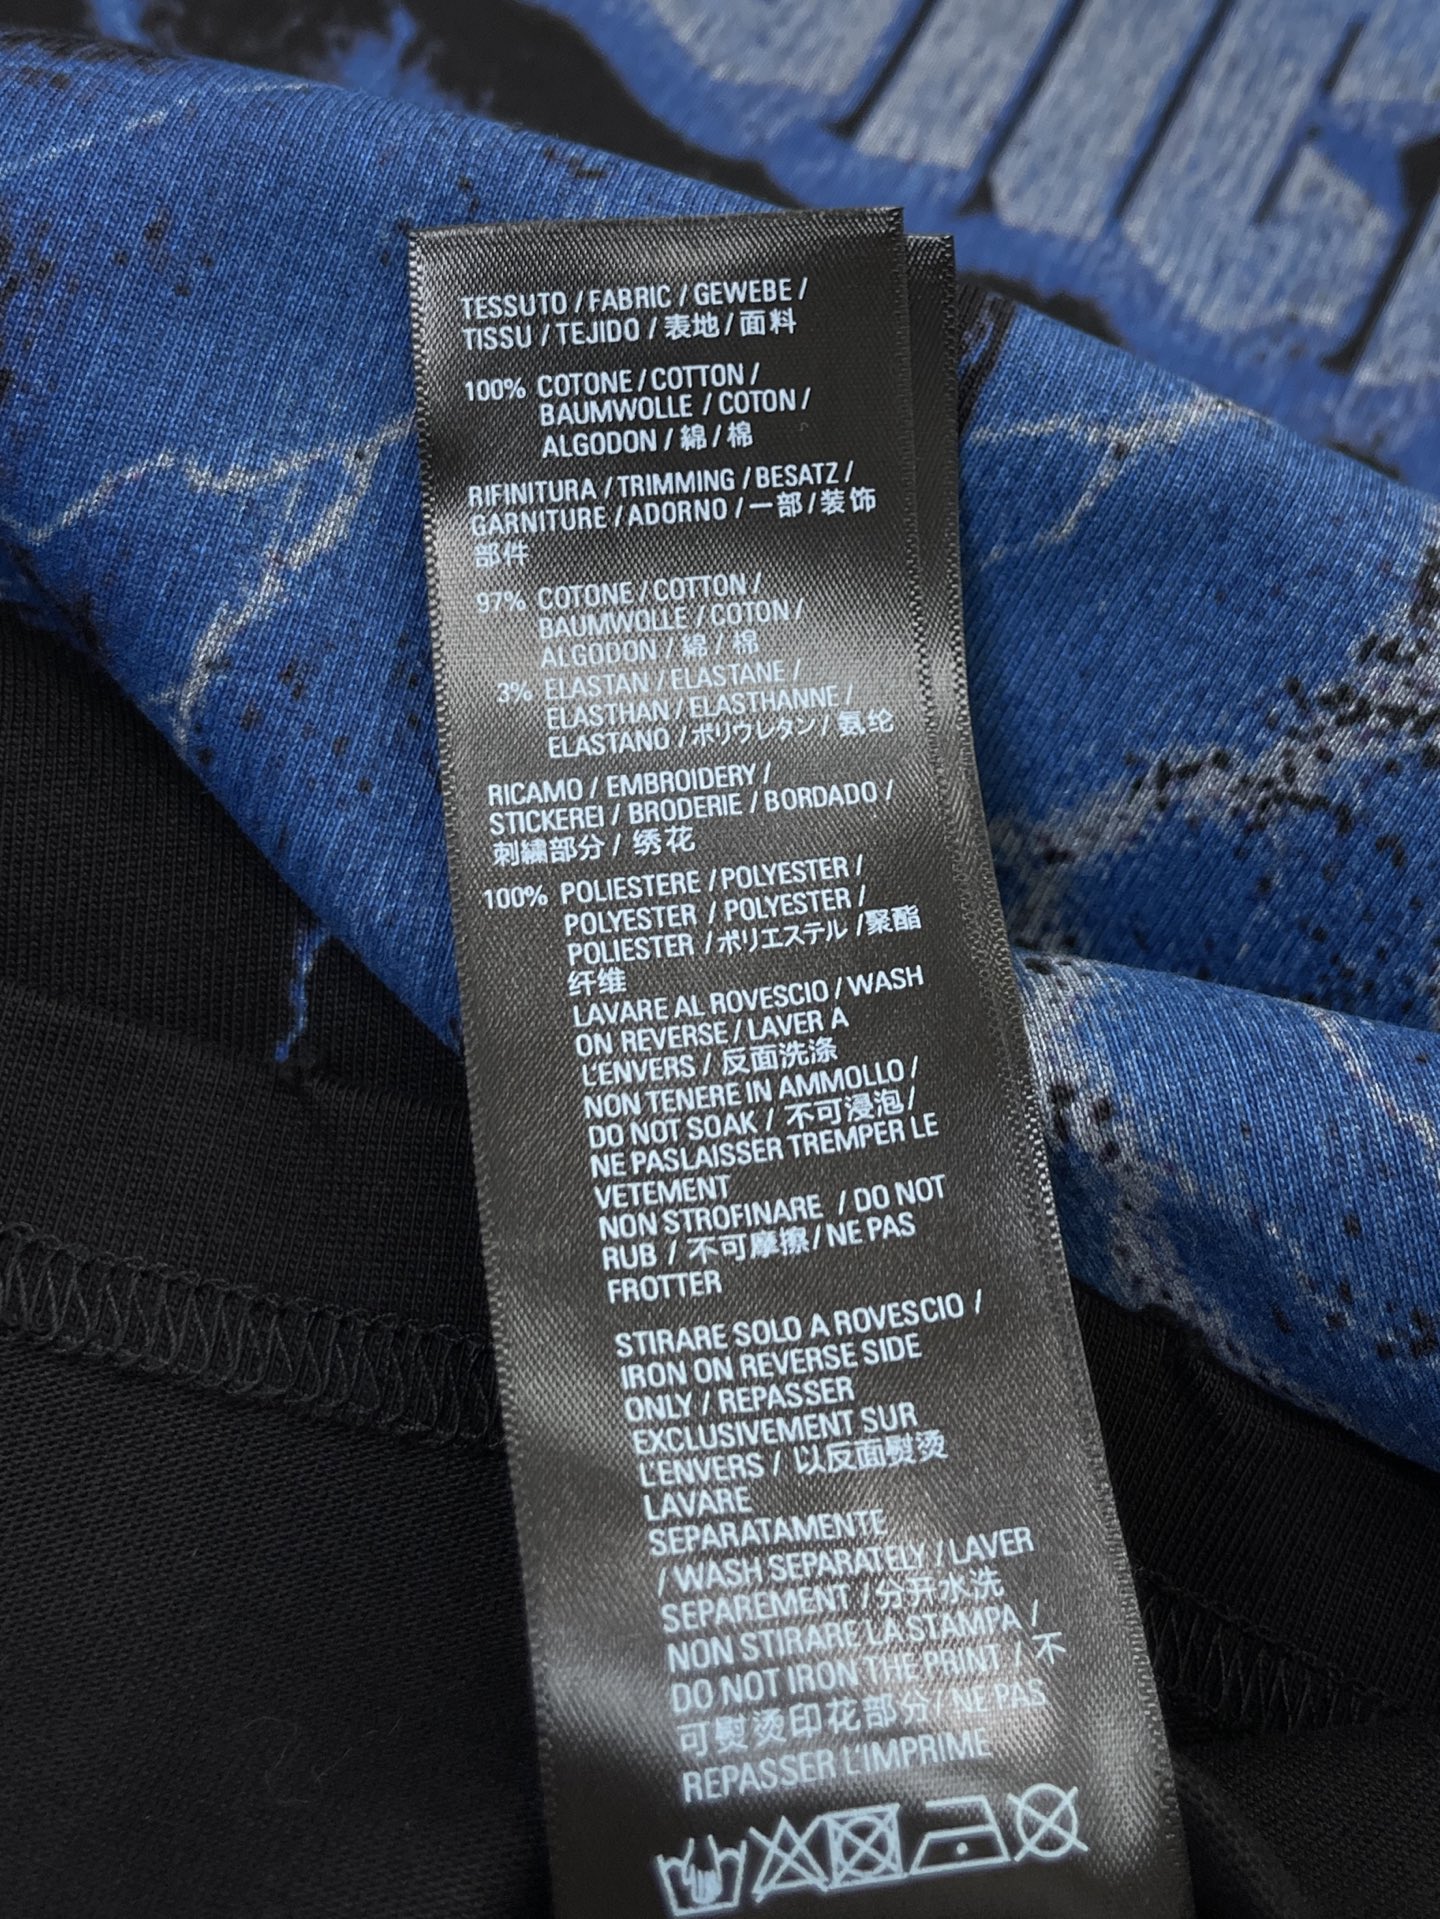 TESSUTO / FABRIC / GEWEBE /
TISSU / TEJIDO / 表地 / 面料
100% COTONE / COTTON /
BAUMWOLLE / COTON /
ALGODON / 綿 / 棉
RIFINITURA / TRIMMING / BESATZ /
GARNITURE / ADORNO / 一部 / 装饰
部件
97% COTONE / COTTON /
BAUMWOLLE / COTON /
ALGODON / 綿 / 棉
3% ELASTAN / ELASTANE /
ELASTHAN / ELASTHANNE /
ELASTANO / ポリウレタン / 氨纶
RICAMO / EMBROIDERY /
STICKEREI / BRODERIE / BORDADO /
刺繍部分 / 绣花
100% POLIESTERE / POLYESTER /
POLYESTER / POLYESTER /
POLIESTER / ポリエステル / 聚酯
纤维
LAVARE AL ROVESCIO / WASH
ON REVERSE / LAVER A
L'ENVERS / 反面洗涤
NON TENERE IN AMMOLLO /
DO NOT SOAK / 不可浸泡 /
NE PASLAISSER TREMPER LE
VETEMENT
NON STROFINARE / DO NOT
RUB / 不可摩擦 / NE PAS
FROTTER
STIRARE SOLO A ROVESCIO /
IRON ON REVERSE SIDE
ONLY / REPASSER
EXCLUSIVEMENT SUR
L'ENVERS / 以反面熨烫
LAVARE
SEPARATAMENTE
/ WASH SEPARATELY / LAVER
SEPAREMENT / 分开水洗
NON STIRARE LA STAMPA /
DO NOT IRON THE PRINT / 不
可熨烫印花部分 / NE PAS
REPASSER L'IMPRIME